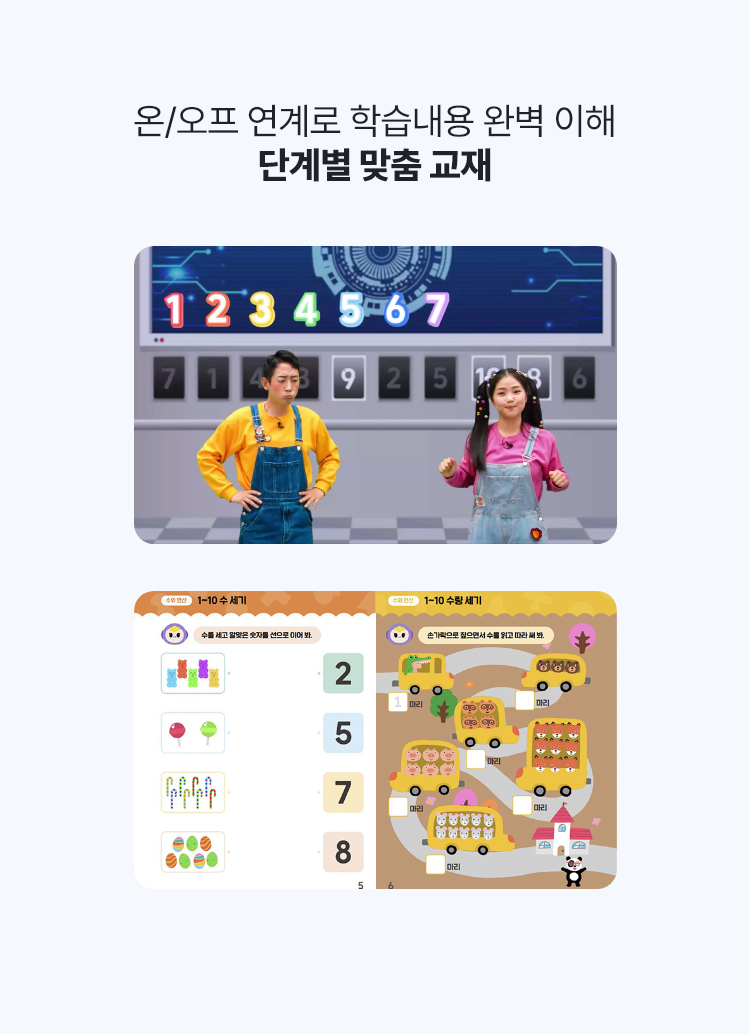 온/오프 연계로 학습내용 완벽 이해
단계별 맞춤 교재
1 2 3 4 5 6 7
7 1 4 3 9 2 5 10 8 6
수와 연산 1~10 수 세기
수를 세고 알맞은 숫자를 선으로 이어 봐.
2
5
7
8
5
수와 연산 1~10 수량 세기
손가락으로 짚으면서 수를 읽고 따라 써 봐.
1 마리
마리
마리
마리
마리
마리
6